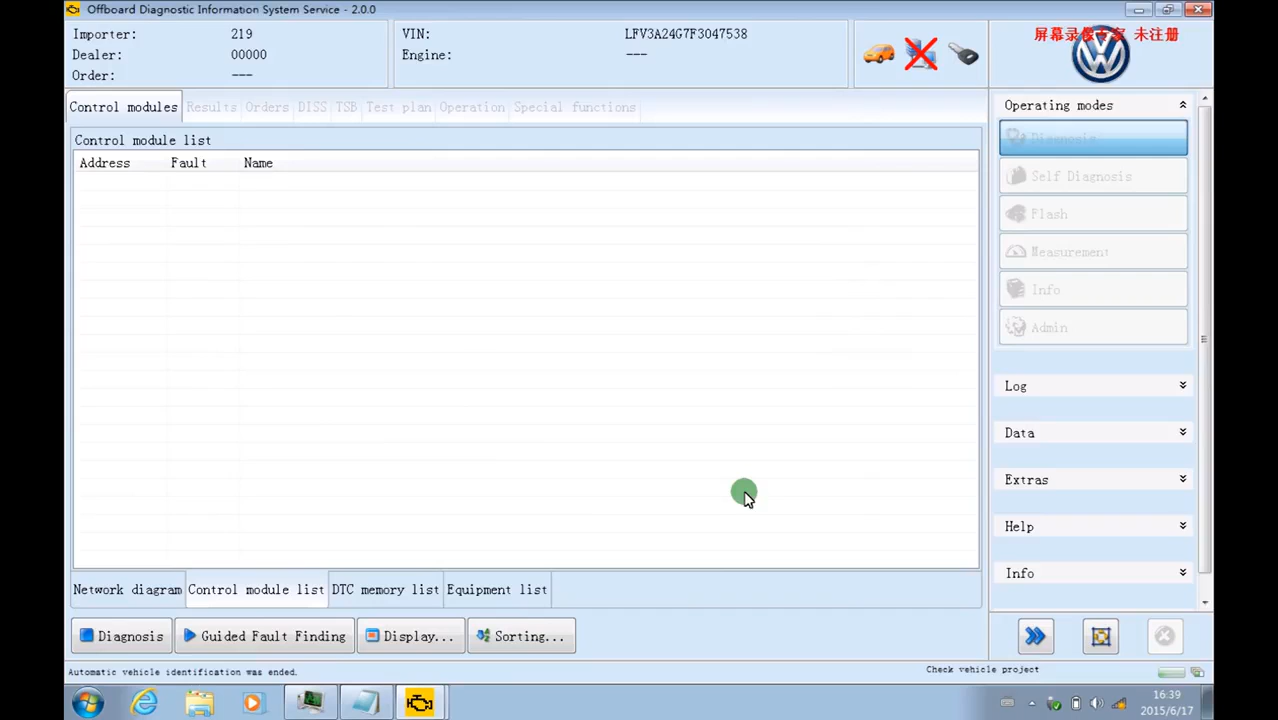 Offboard Diagnostic Information System Service - 2.0.0
Importer: 219
Dealer: 00000
Order: ---
VIN: LFV3A24G7F3047538
Engine: ---
屏幕录像专家 未注册
Control modules Results Orders DISS TSB Test plan Operation Special functions
Control module list
Address Fault Name
Operating modes
Diagnosis
Self Diagnosis
Flash
Measurement
Info
Admin
Log
Data
Extras
Help
Info
Network diagram Control module list DTC memory list Equipment list
Diagnosis Guided Fault Finding Display... Sorting...
Automatic vehicle identification was ended.
Check vehicle project
16:39
2015/6/17